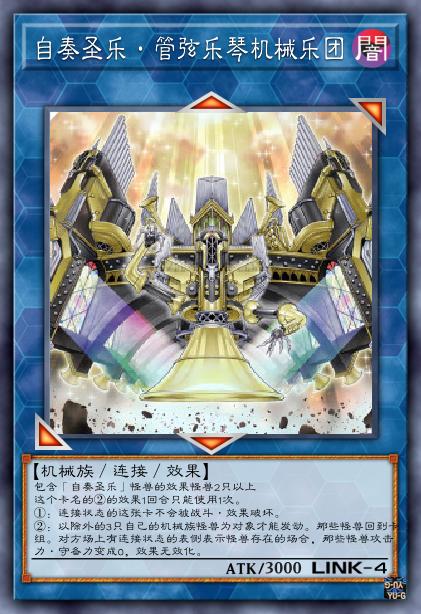 自奏圣乐·管弦乐琴机械乐团
闇
【机械族／连接／效果】
包含「自奏圣乐」怪兽的效果怪兽2只以上
这个卡名的②的效果1回合只能使用1次。
①：连接状态的这张卡不会被战斗·效果破坏。
②：以除外的3只自己的机械族怪兽为对象才能发动。那些怪兽回到卡
组。对方场上有连接状态的表侧表示怪兽存在的场合，那些怪兽攻击
力·守备力变成0，效果无效化。
ATK/3000 LINK-4